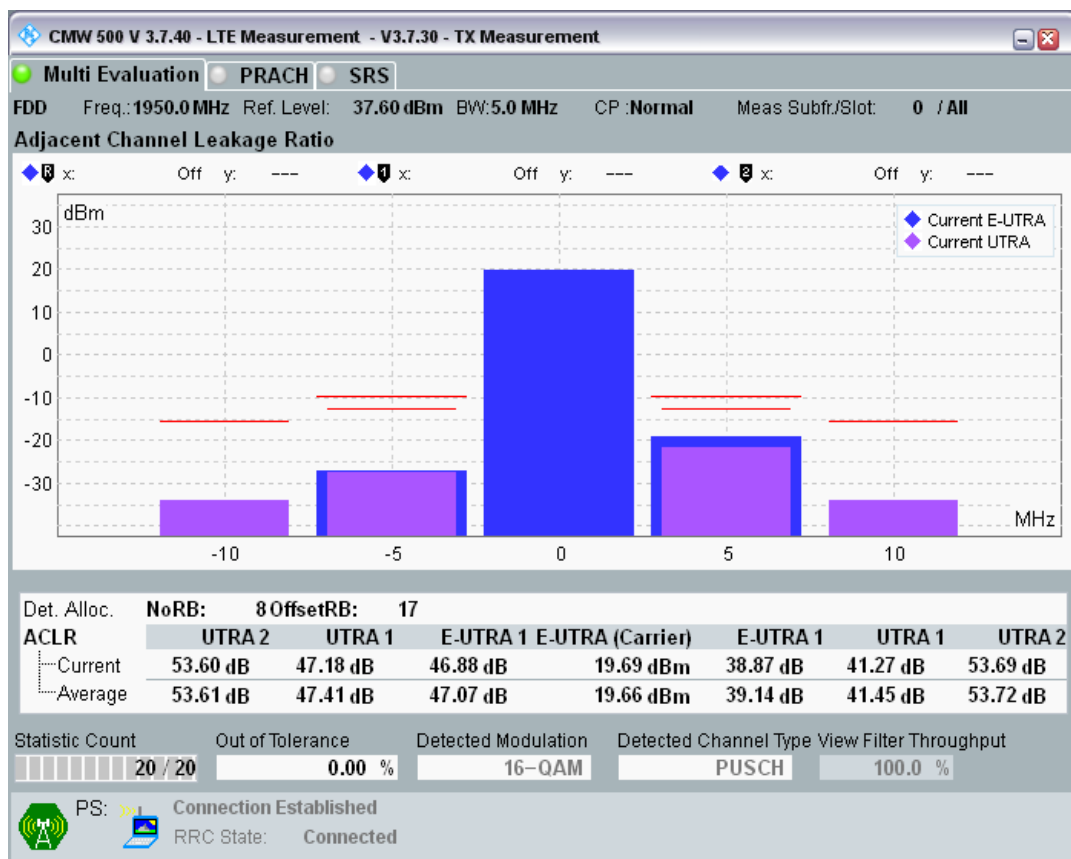 CMW 500 V 3.7.40 - LTE Measurement - V3.7.30 - TX Measurement
Multi Evaluation PRACH SRS
FDD Freq.: 1950.0 MHz Ref. Level: 37.60 dBm BW: 5.0 MHz CP : Normal Meas Subfr./Slot: 0 / All
Adjacent Channel Leakage Ratio
R x: Off y: --- 1 x: Off y: --- 2 x: Off y: ---
dBm
Current E-UTRA
Current UTRA
30
20
10
0
-10
-20
-30
MHz
-10 -5 0 5 10
Det. Alloc. NoRB: 8 OffsetRB: 17
ACLR UTRA 2 UTRA 1 E-UTRA 1 E-UTRA (Carrier) E-UTRA 1 UTRA 1 UTRA 2
Current 53.60 dB 47.18 dB 46.88 dB 19.69 dBm 38.87 dB 41.27 dB 53.69 dB
Average 53.61 dB 47.41 dB 47.07 dB 19.66 dBm 39.14 dB 41.45 dB 53.72 dB
Statistic Count Out of Tolerance Detected Modulation Detected Channel Type View Filter Throughput
20 / 20 0.00 % 16-QAM PUSCH 100.0 %
PS: Connection Established
RRC State: Connected